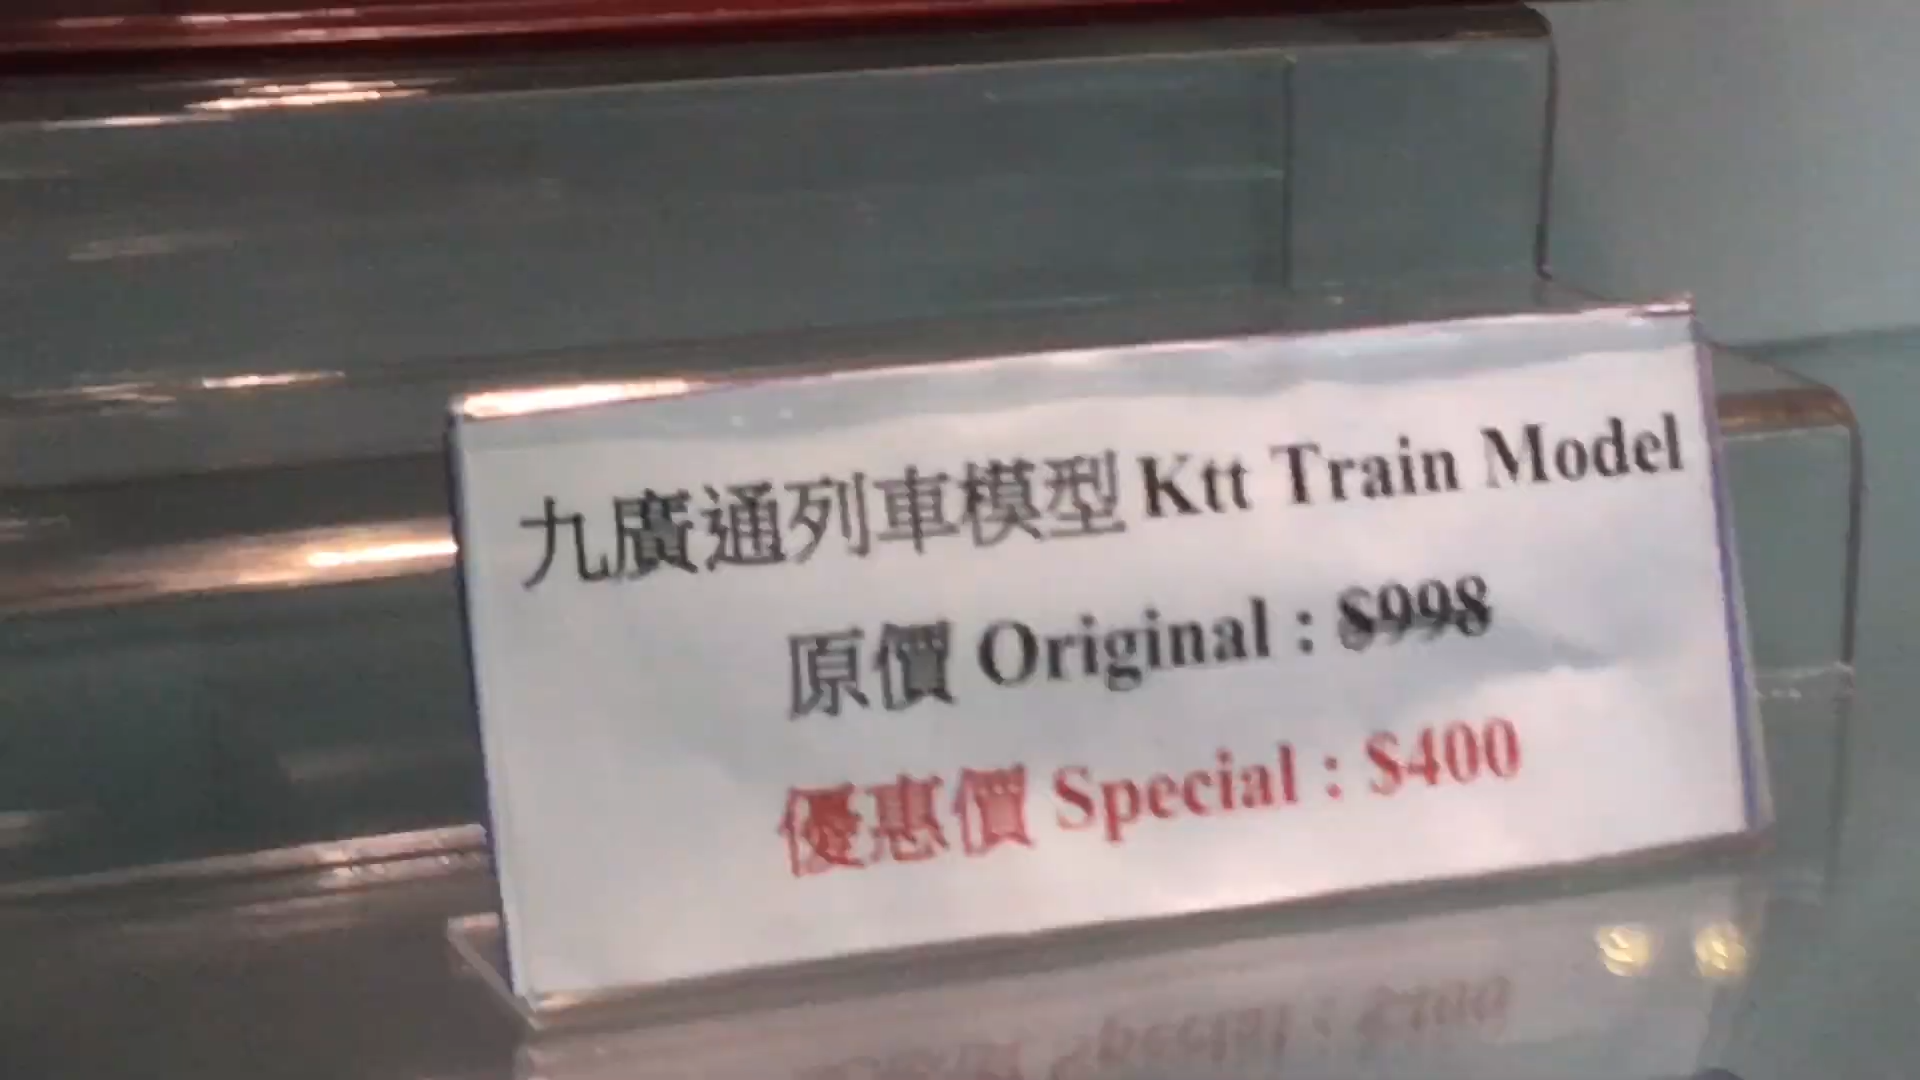 九廣通列車模型 Ktt Train Model
原價 Original : $998
優惠價 Special : $400